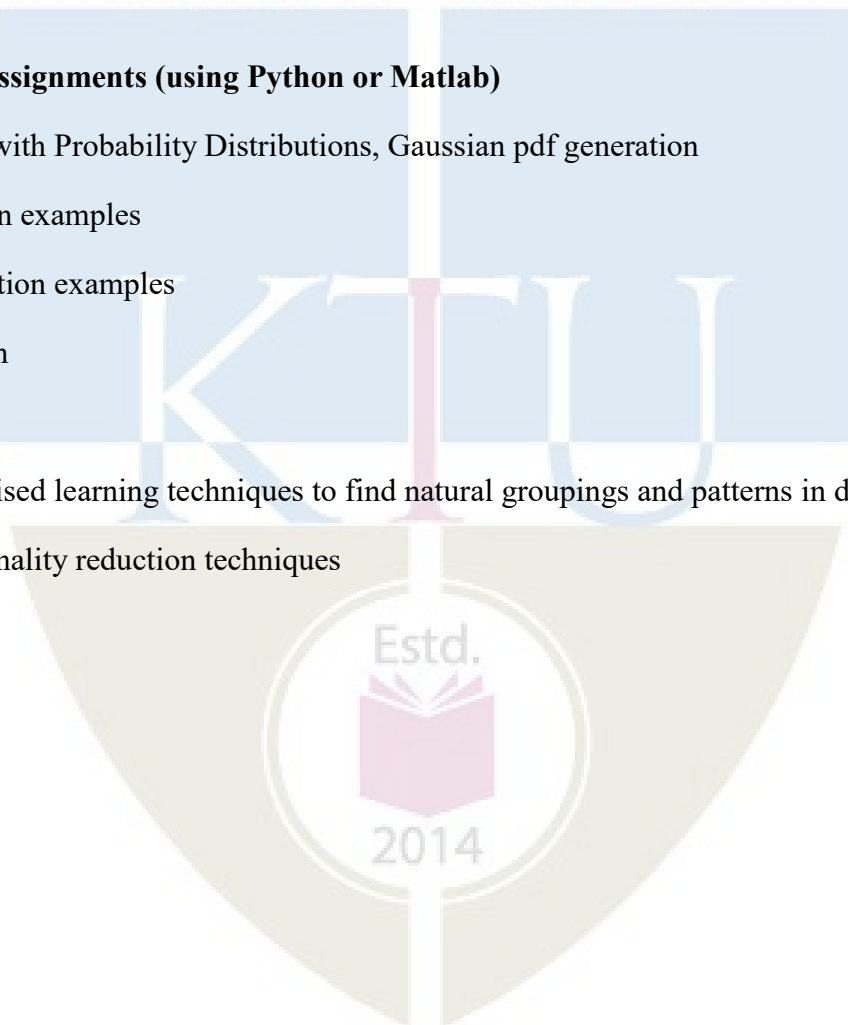 ssignments (using Python or Matlab)
with Probability Distributions, Gaussian pdf generation
n examples
tion examples
n
KTU
ised learning techniques to find natural groupings and patterns in d
nality reduction techniques
Estd.
2014